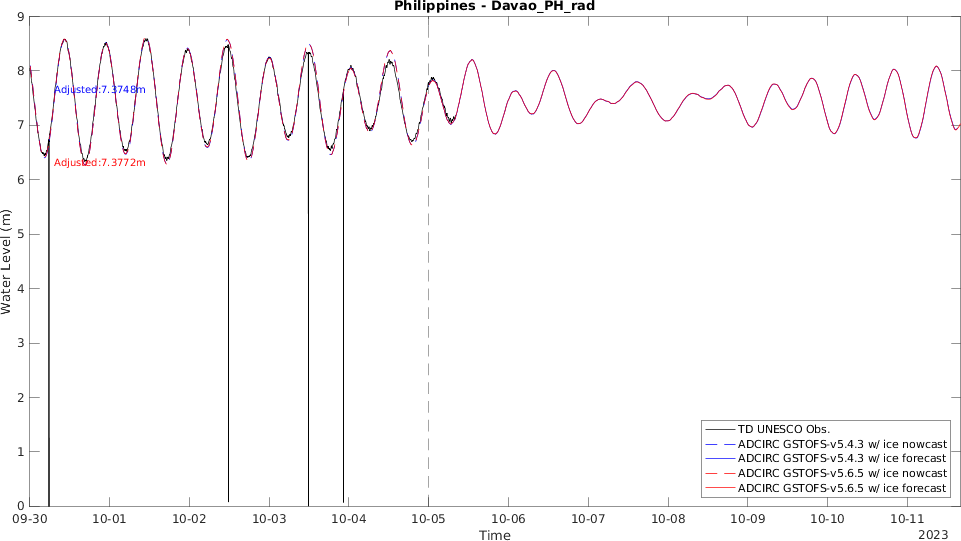 Philippines - Davao_PH_rad
9
8
7
6
5
4
3
2
1
0
Water Level (m)
Adjusted:7.3748m
Adjusted:7.3772m
TD UNESCO Obs.
ADCIRC GSTOFS-v5.4.3 w/ ice nowcast
ADCIRC GSTOFS-v5.4.3 w/ ice forecast
ADCIRC GSTOFS-v5.6.5 w/ ice nowcast
ADCIRC GSTOFS-v5.6.5 w/ ice forecast
09-30 10-01 10-02 10-03 10-04 10-05 10-06 10-07 10-08 10-09 10-10 10-11
Time
2023